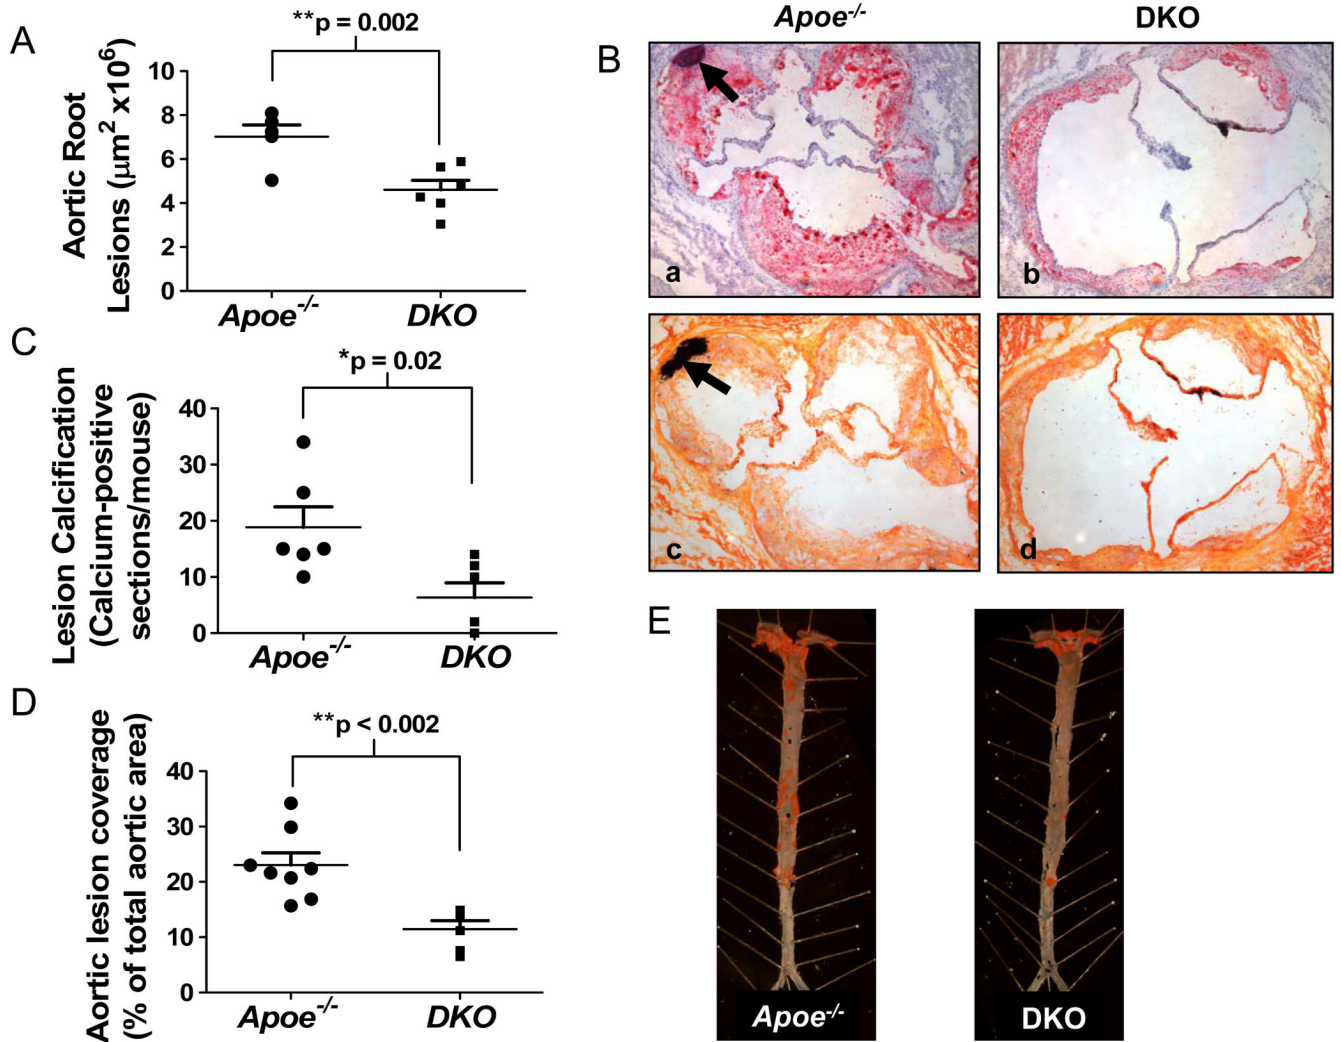 A
**p = 0.002
Aortic Root
Lesions (μm² x10⁶)
10
8
6
4
2
0
Apoe⁻/⁻
DKO
B
Apoe⁻/⁻
DKO
a
b
c
d
C
*p = 0.02
Lesion Calcification
(Calcium-positive
sections/mouse)
40
30
20
10
0
Apoe⁻/⁻
DKO
D
**p < 0.002
Aortic lesion coverage
(% of total aortic area)
40
30
20
10
0
Apoe⁻/⁻
DKO
E
Apoe⁻/⁻
DKO